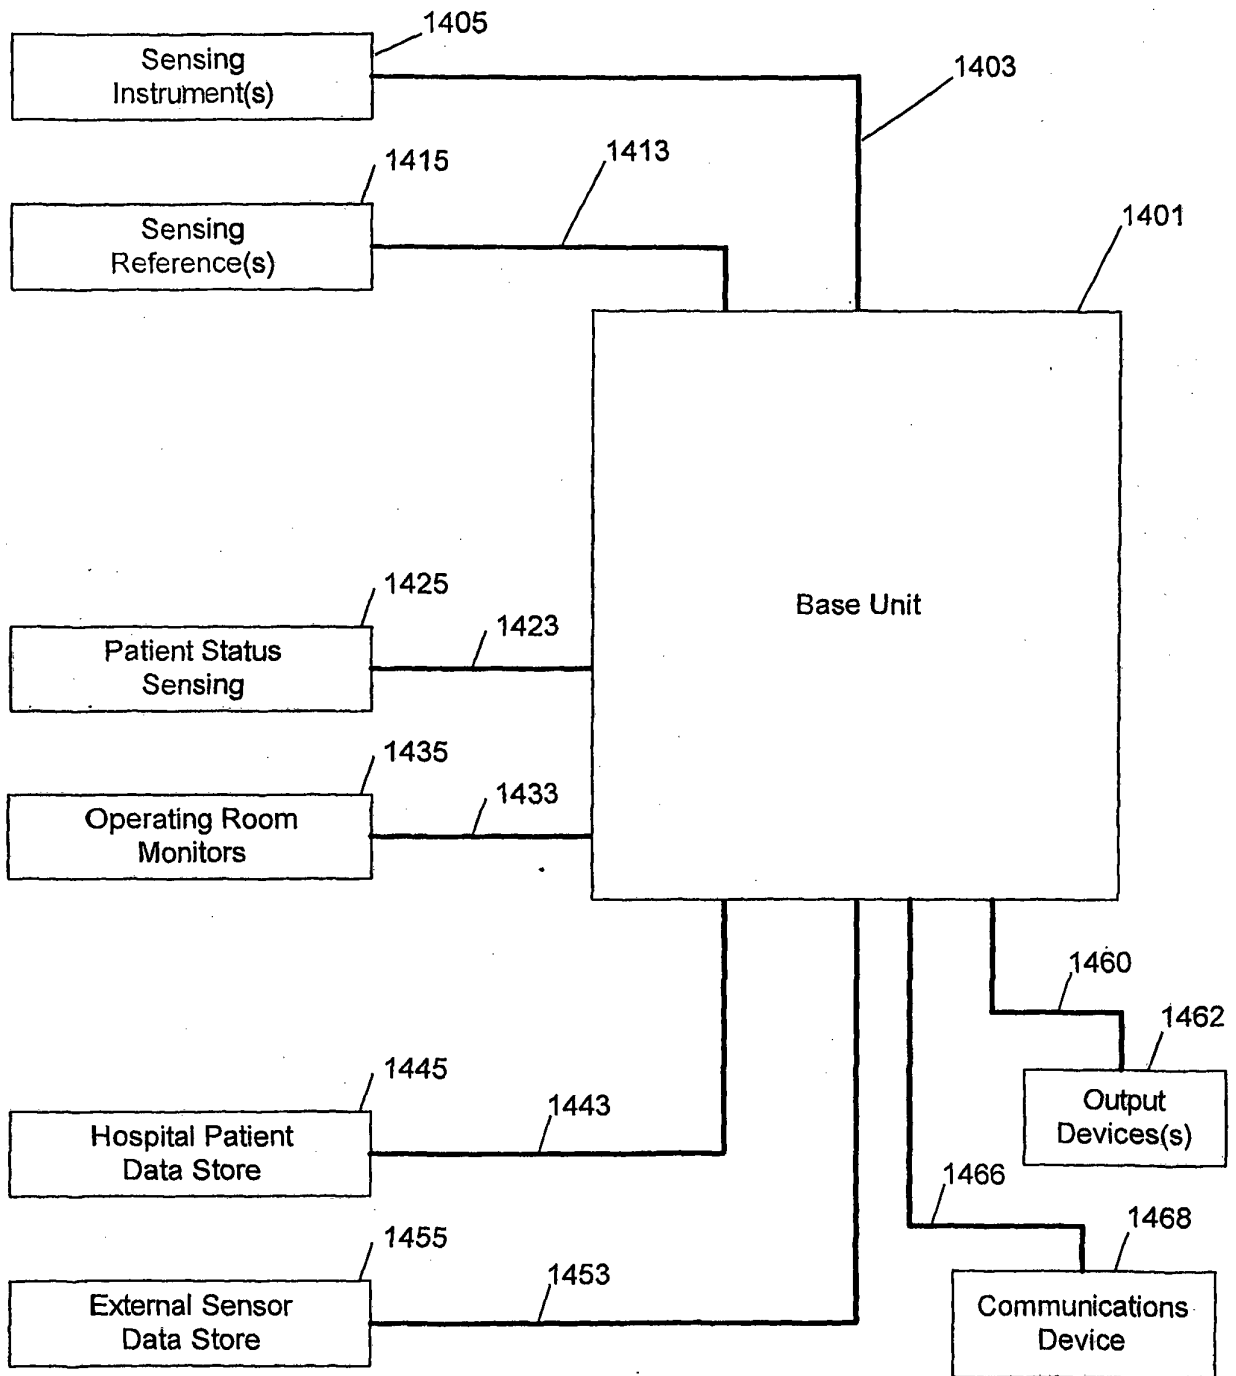 1405
Sensing
Instrument(s)
1403
1415
1413
Sensing
Reference(s)
1401
Base Unit
1425
1423
Patient Status
Sensing
1435
1433
Operating Room
Monitors
1460
1462
Output
Devices(s)
1445
1443
Hospital Patient
Data Store
1466
1468
Communications
Device
1455
1453
External Sensor
Data Store